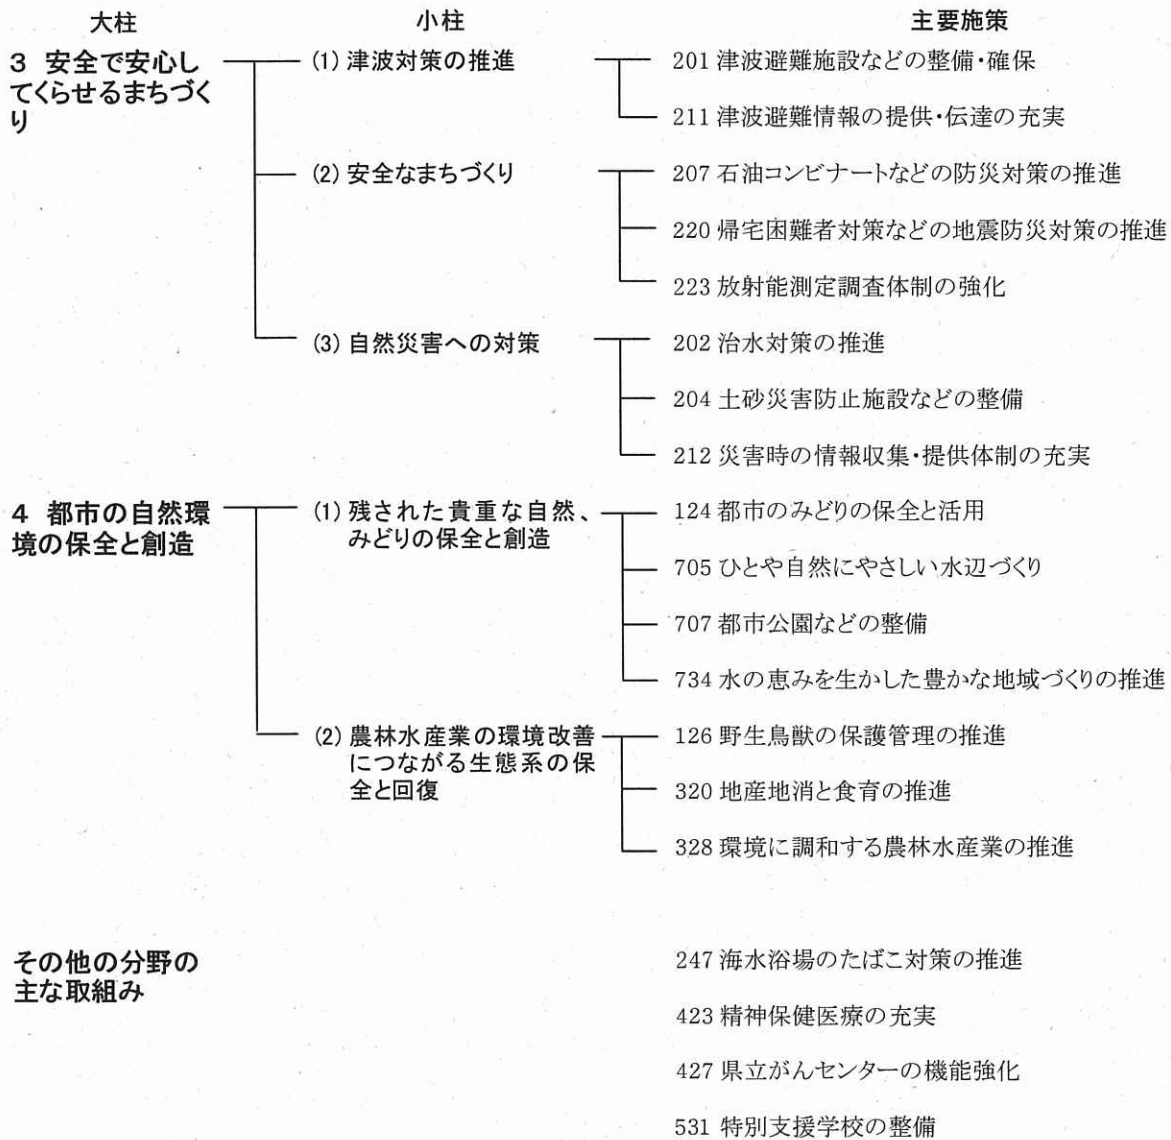 大柱 小柱 主要施策
3 安全で安心し
てくらせるまちづく
り
(1) 津波対策の推進
201 津波避難施設などの整備・確保
211 津波避難情報の提供・伝達の充実
(2) 安全なまちづくり
207 石油コンビナートなどの防災対策の推進
220 帰宅困難者対策などの地震防災対策の推進
223 放射能測定調査体制の強化
(3) 自然災害への対策
202 治水対策の推進
204 土砂災害防止施設などの整備
212 災害時の情報収集・提供体制の充実
4 都市の自然環
境の保全と創造
(1) 残された貴重な自然、
みどりの保全と創造
124 都市のみどりの保全と活用
705 ひとや自然にやさしい水辺づくり
707 都市公園などの整備
734 水の恵みを生かした豊かな地域づくりの推進
(2) 農林水産業の環境改善
につながる生態系の保
全と回復
126 野生鳥獣の保護管理の推進
320 地産地消と食育の推進
328 環境に調和する農林水産業の推進
その他の分野の
主な取組み
247 海水浴場のたばこ対策の推進
423 精神保健医療の充実
427 県立がんセンターの機能強化
531 特別支援学校の整備